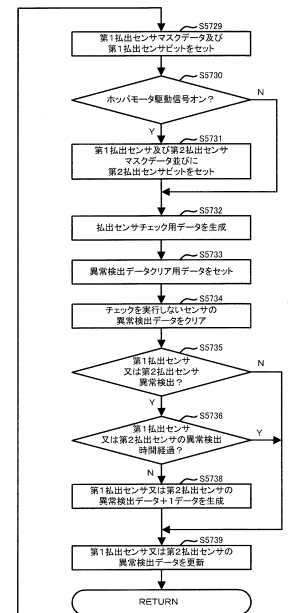 S5729
第1払出センサマスクデータ及び
第1払出センサビットをセット
S5730
ホッパモータ駆動信号オン?
N
Y
S5731
第1払出センサ及び第2払出センサ
マスクデータ並びに
第2払出センサビットをセット
S5732
払出センサチェック用データを生成
S5733
異常検出データクリア用データをセット
S5734
チェックを実行しないセンサの
異常検出データをクリア
S5735
第1払出センサ
又は第2払出センサ
異常検出?
N
Y
S5736
第1払出センサ
又は第2払出センサの異常検出
時間経過?
Y
N
S5738
第1払出センサ又は第2払出センサの
異常検出データ+1データを生成
S5739
第1払出センサ又は第2払出センサの
異常検出データを更新
RETURN